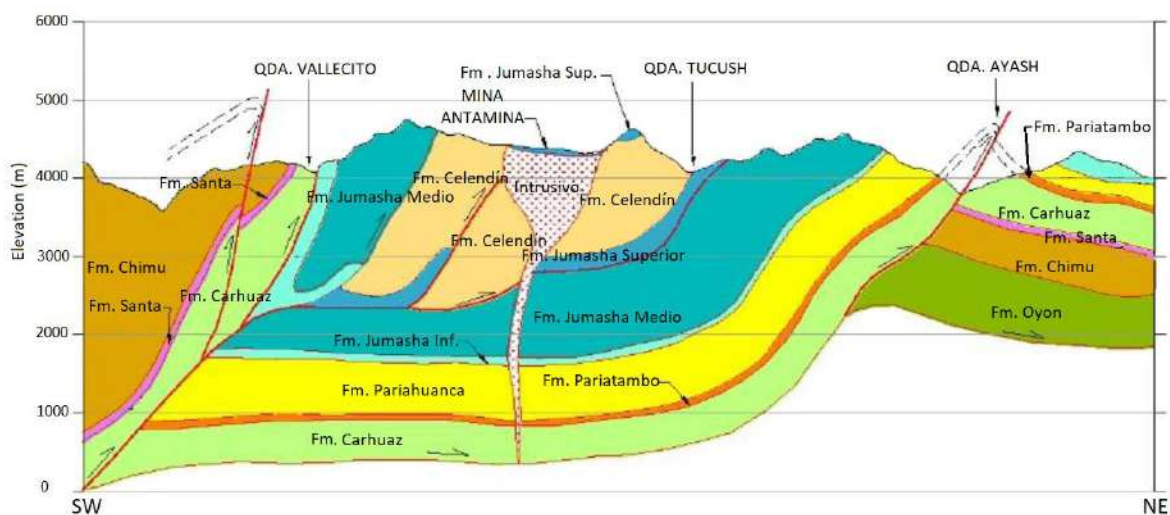 6000
QDA. VALLECITO
Fm . Jumasha Sup.
QDA. TUCUSH
QDA. AYASH
5000
MINA
ANTAMINA
Fm. Pariatambo
4000
Fm. Santa
Fm. Jumasha
Medio
Fm. Celendín
Intrusivo
Fm. Celendín
Fm. Carhuaz
Elevation (m)
Fm. Celendín
Fm. Santa
3000
Fm. Chimu
Fm. Jumasha Superior
Fm. Chimu
Fm. Santa
Fm. Carhuaz
Fm. Jumasha Medio
Fm. Oyon
2000
Fm. Jumasha Inf.
Fm. Pariahuanca
Fm. Pariatambo
1000
Fm. Carhuaz
0
SW
NE